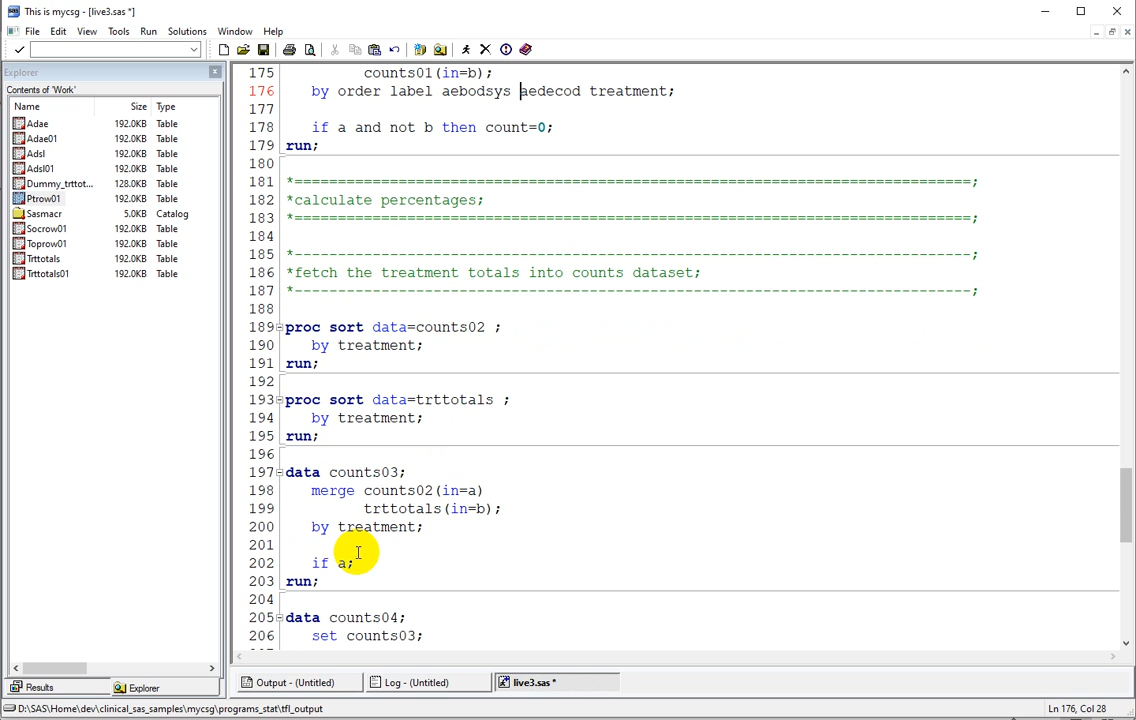 This is mycsg - [live3.sas *]
File Edit View Tools Run Solutions Window Help
Explorer
Contents of 'Work'
Name Size Type
Adae 192.0KB Table
Adae01 192.0KB Table
Adsl 192.0KB Table
Adsl01 192.0KB Table
Dummy_trttot... 128.0KB Table
Ptrow01 192.0KB Table
Sasmacr 5.0KB Catalog
Socrow01 192.0KB Table
Toprow01 192.0KB Table
Trttotals 192.0KB Table
Trttotals01 192.0KB Table
Results
Explorer
175 counts01(in=b);
176 by order label aebodsys aedecod treatment;
177
178 if a and not b then count=0;
179 run;
180
181 *==============================================================================;
182 *calculate percentages;
183 *==============================================================================;
184
185 *------------------------------------------------------------------------------;
186 *fetch the treatment totals into counts dataset;
187 *------------------------------------------------------------------------------;
188
189 proc sort data=counts02 ;
190 by treatment;
191 run;
192
193 proc sort data=trttotals ;
194 by treatment;
195 run;
196
197 data counts03;
198 merge counts02(in=a)
199 trttotals(in=b);
200 by treatment;
201
202 if a;
203 run;
204
205 data counts04;
206 set counts03;
Output - (Untitled)
Log - (Untitled)
live3.sas *
D:\SAS\Home\dev\clinical_sas_samples\mycsg\programs_stat\tfl_output
Ln 176, Col 28